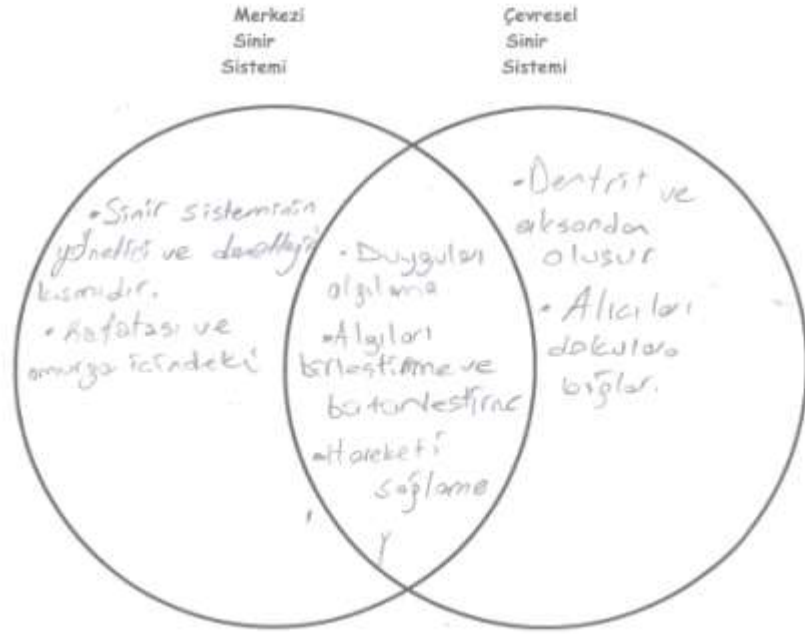 Merkezi
Sinir
Sistemi
Çevresel
Sinir
Sistemi
• Sinir sisteminin
yönetici ve denetleyici
kısmıdır.
• Kafatası ve
omurga içindeki
• Duyguları
algılama
• Algıları
birleştirme ve
bütünleştirme
• Hareketi
sağlama
• Dentrit ve
aksondan
oluşur
• Alıcıları
dokulara
bağlar.